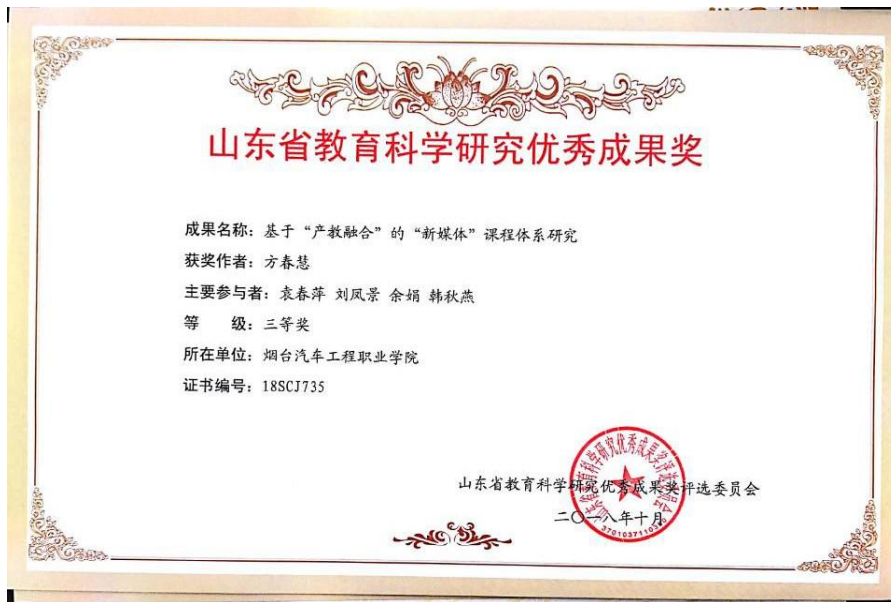 山东省教育科学研究优秀成果奖
成果名称：基于“产教融合”的“新媒体”课程体系研究
获奖作者：方春慧
主要参与者：袁春萍 刘凤景 余娟 韩秋燕
等 级：三等奖
所在单位：烟台汽车工程职业学院
证书编号：18SCJ735
山东省教育科学研究优秀成果奖评选委员会
二〇一八年十月